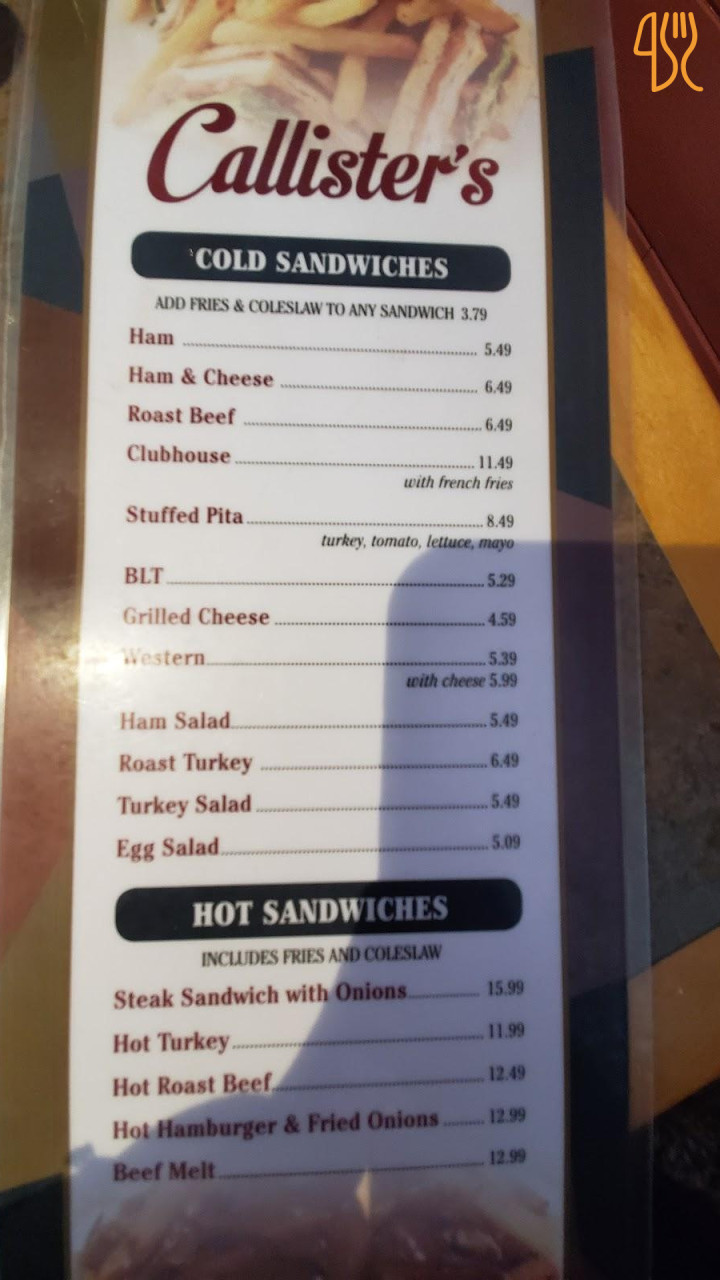 Callister's
COLD SANDWICHES
ADD FRIES & COLESLAW TO ANY SANDWICH 3.79
Ham 5.49
Ham & Cheese 6.49
Roast Beef 6.49
Clubhouse 11.49
with french fries
Stuffed Pita 8.49
turkey, tomato, lettuce, mayo
BLT 5.29
Grilled Cheese 4.59
Western 5.39
with cheese 5.99
Ham Salad 5.49
Roast Turkey 6.49
Turkey Salad 5.49
Egg Salad 5.09
HOT SANDWICHES
INCLUDES FRIES AND COLESLAW
Steak Sandwich with Onions 15.99
Hot Turkey 11.99
Hot Roast Beef 12.49
Hot Hamburger & Fried Onions 12.99
Beef Melt 12.99